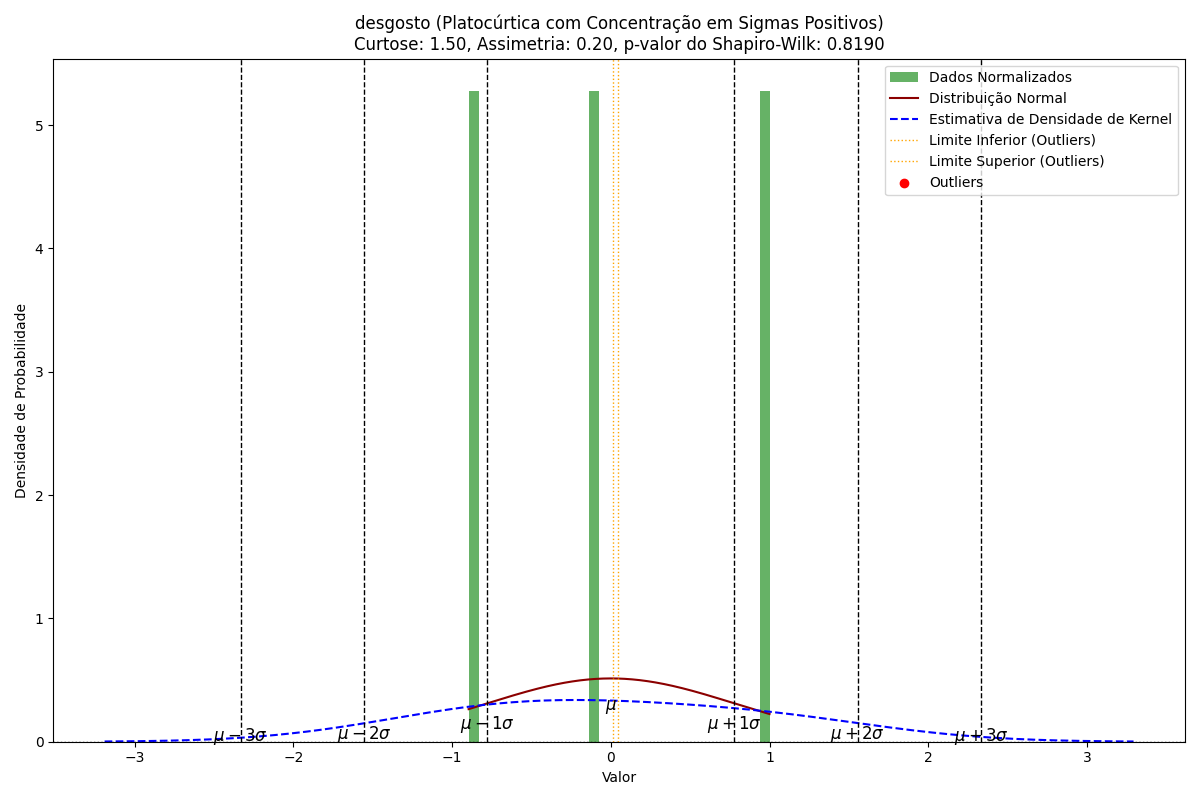 desgosto (Platocúrtica com Concentração em Sigmas Positivos)
Curtose: 1.50, Assimetria: 0.20, p-valor do Shapiro-Wilk: 0.8190
Dados Normalizados
Distribuição Normal
Estimativa de Densidade de Kernel
Limite Inferior (Outliers)
Limite Superior (Outliers)
Outliers
Densidade de Probabilidade
5
4
3
2
1
0
μ − 3σ
μ − 2σ
μ − 1σ
μ
μ + 1σ
μ + 2σ
μ + 3σ
−3
−2
−1
0
1
2
3
Valor